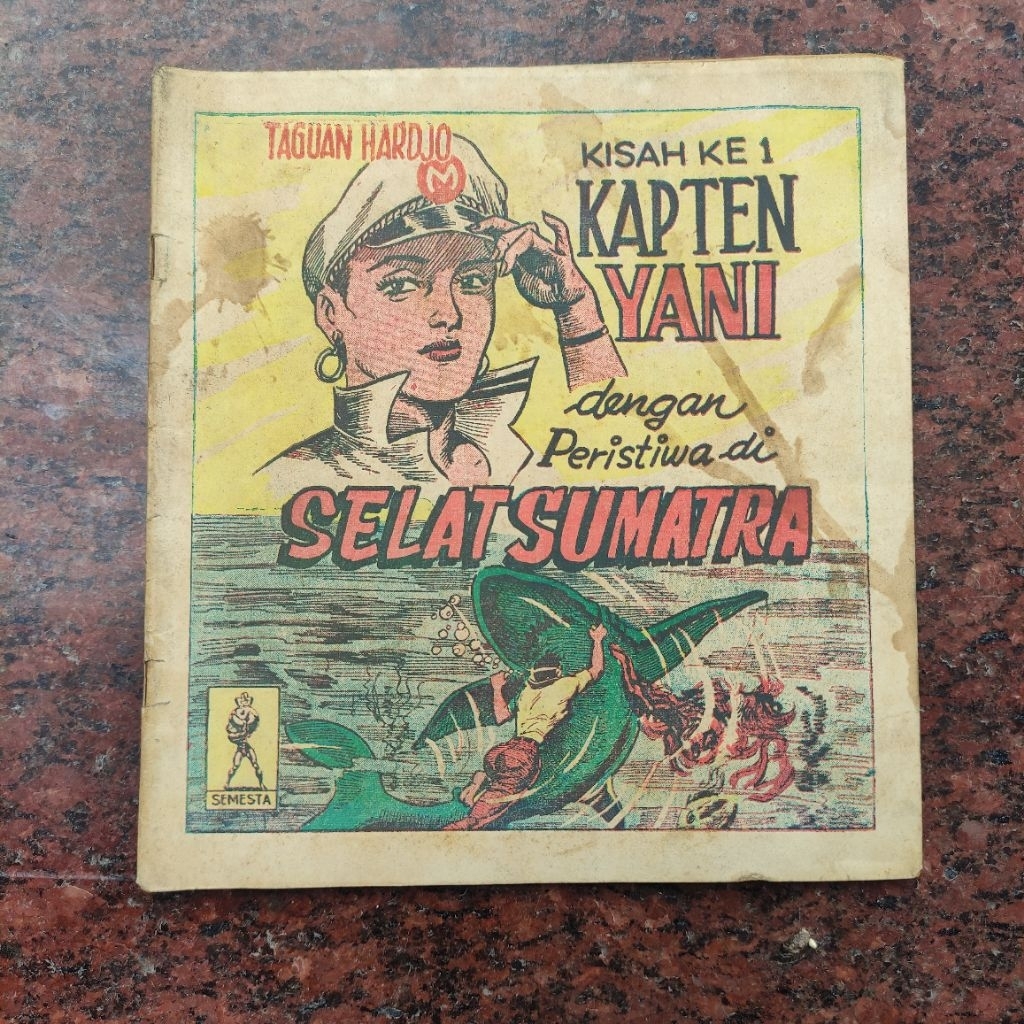 TAGUAN HARDJO
M
KISAH KE 1
KAPTEN
YANI
dengan
Peristiwa di
SELAT SUMATRA
SEMESTA